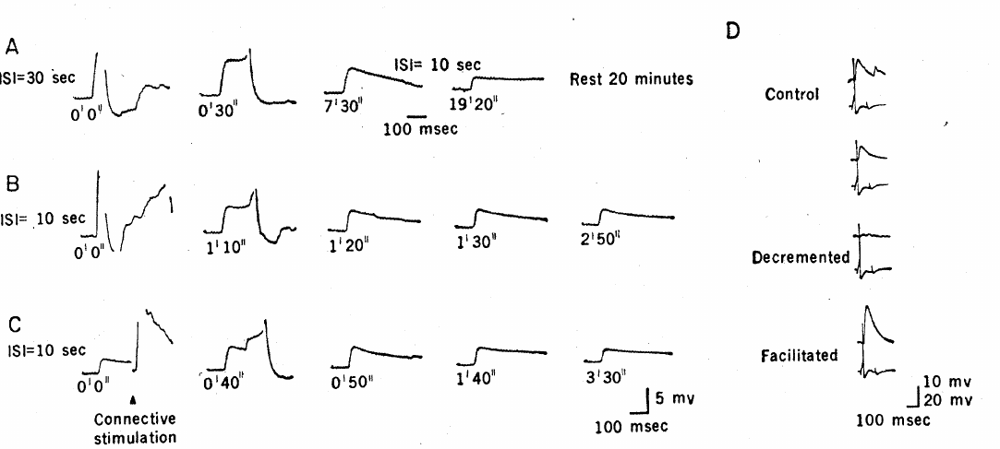 A
ISI=30 sec
0'0"
0'30"
7'30"
ISI= 10 sec
19'20"
Rest 20 minutes
100 msec
B
ISI= 10 sec
0'0"
1'10"
1'20"
1'30"
2'50"
C
ISI=10 sec
0'0"
0'40"
0'50"
1'40"
3'30"
▲
Connective
stimulation
5 mv
100 msec
D
Control
Decremented
Facilitated
10 mv
20 mv
100 msec